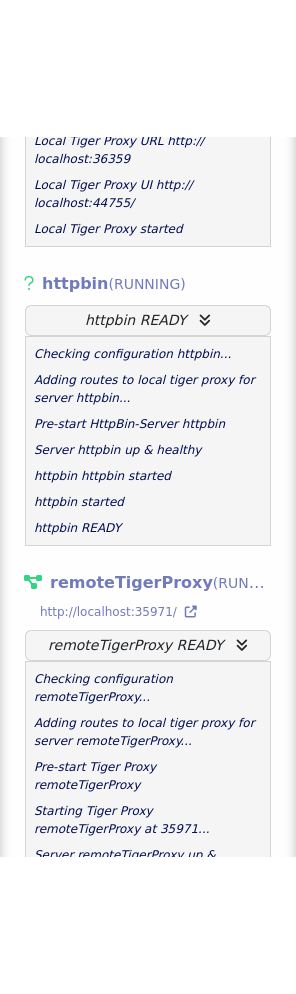 Local Tiger Proxy URL http://
localhost:36359
Local Tiger Proxy UI http://
localhost:44755/
Local Tiger Proxy started
httpbin(RUNNING)
httpbin READY
Checking configuration httpbin...
Adding routes to local tiger proxy for
server httpbin...
Pre-start HttpBin-Server httpbin
Server httpbin up & healthy
httpbin httpbin started
httpbin started
httpbin READY
remoteTigerProxy(RUN...
http://localhost:35971/
remoteTigerProxy READY
Checking configuration
remoteTigerProxy...
Adding routes to local tiger proxy for
server remoteTigerProxy...
Pre-start Tiger Proxy
remoteTigerProxy
Starting Tiger Proxy
remoteTigerProxy at 35971...
Server remoteTigerProxy up &